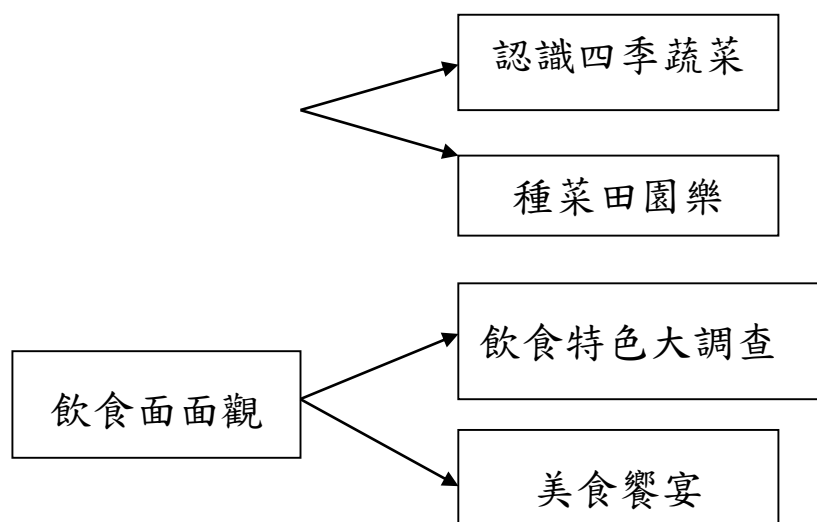 認識四季蔬菜
種菜田園樂
飲食特色大調查
飲食面面觀
美食饗宴